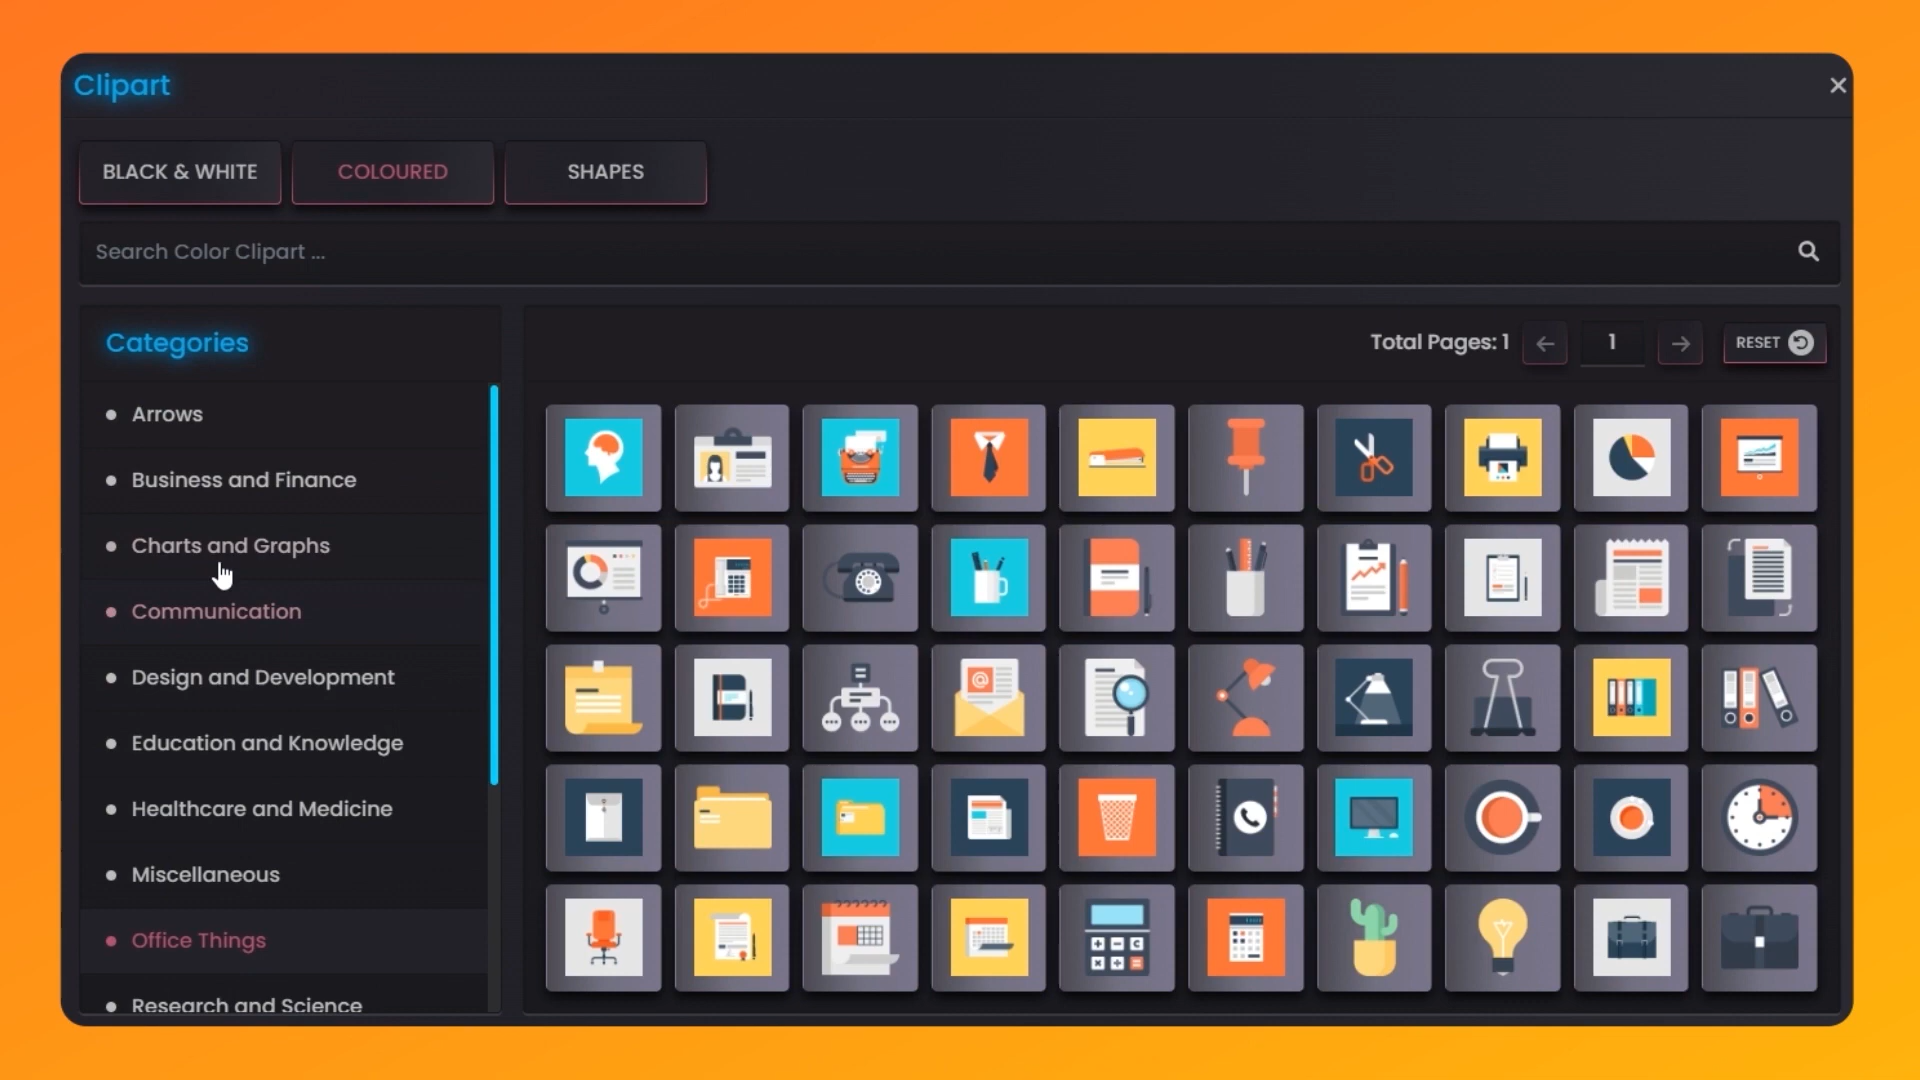 Clipart
BLACK & WHITE
COLOURED
SHAPES
Search Color Clipart ...
Categories
Total Pages: 1
1
RESET
Arrows
Business and Finance
Charts and Graphs
Communication
Design and Development
Education and Knowledge
Healthcare and Medicine
Miscellaneous
Office Things
Research and Science